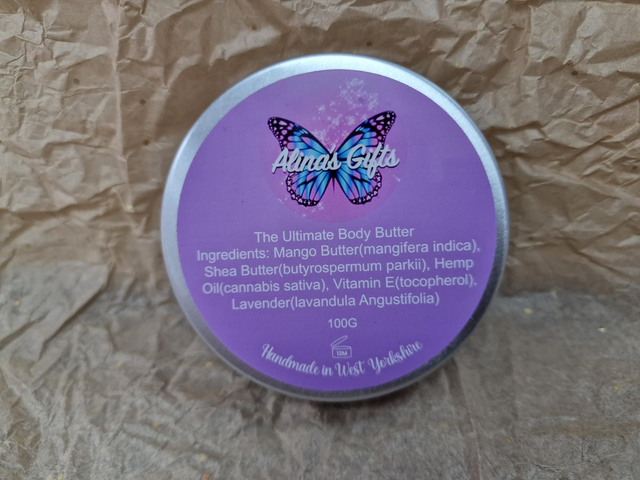 Alinas Gifts
The Ultimate Body Butter
Ingredients: Mango Butter(mangifera indica),
Shea Butter(butyrospermum parkii), Hemp
Oil(cannabis sativa), Vitamin E(tocopherol),
Lavender(lavandula Angustifolia)
100G
Handmade in West Yorkshire